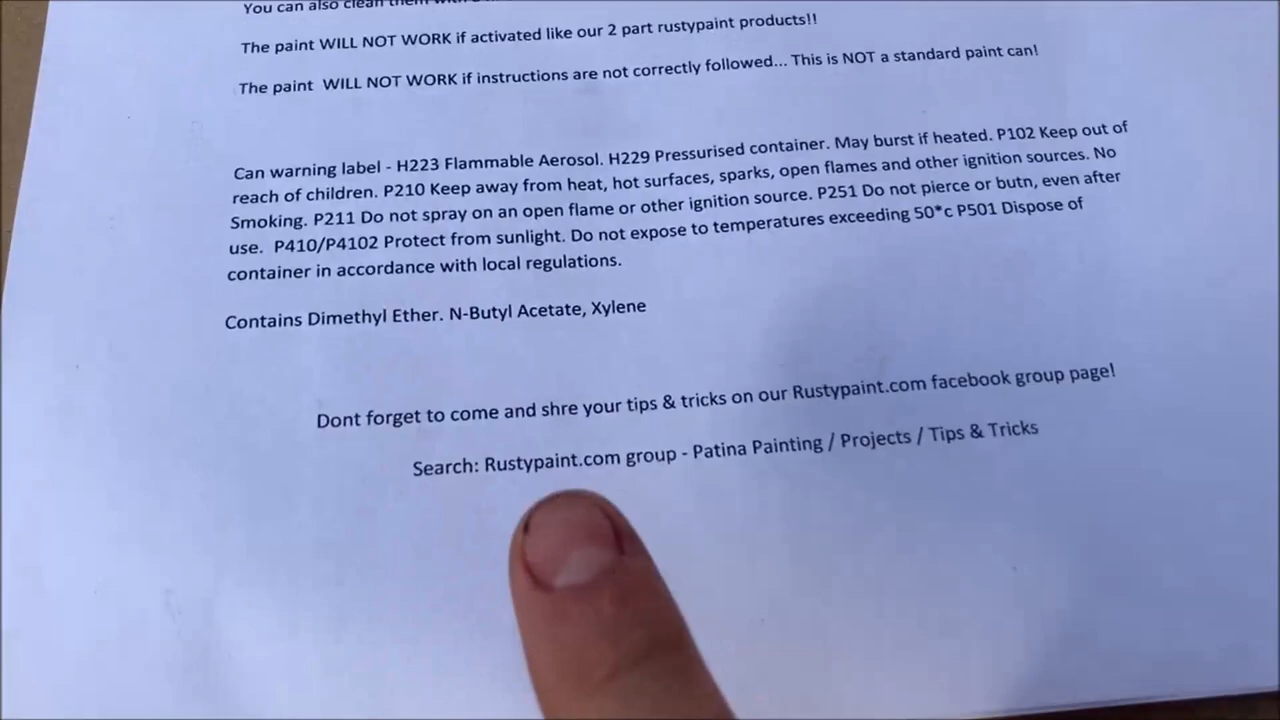 You can also clean them with a
The paint WILL NOT WORK if activated like our 2 part rustypaint products!!
The paint  WILL NOT WORK if instructions are not correctly followed... This is NOT a standard paint can!
Can warning label - H223 Flammable Aerosol. H229 Pressurised container. May burst if heated. P102 Keep out of
reach of children. P210 Keep away from heat, hot surfaces, sparks, open flames and other ignition sources. No
Smoking. P211 Do not spray on an open flame or other ignition source. P251 Do not pierce or butn, even after
use.  P410/P4102 Protect from sunlight. Do not expose to temperatures exceeding 50*c P501 Dispose of
container in accordance with local regulations.
Contains Dimethyl Ether. N-Butyl Acetate, Xylene
Dont forget to come and shre your tips & tricks on our Rustypaint.com facebook group page!
Search: Rustypaint.com group - Patina Painting / Projects / Tips & Tricks